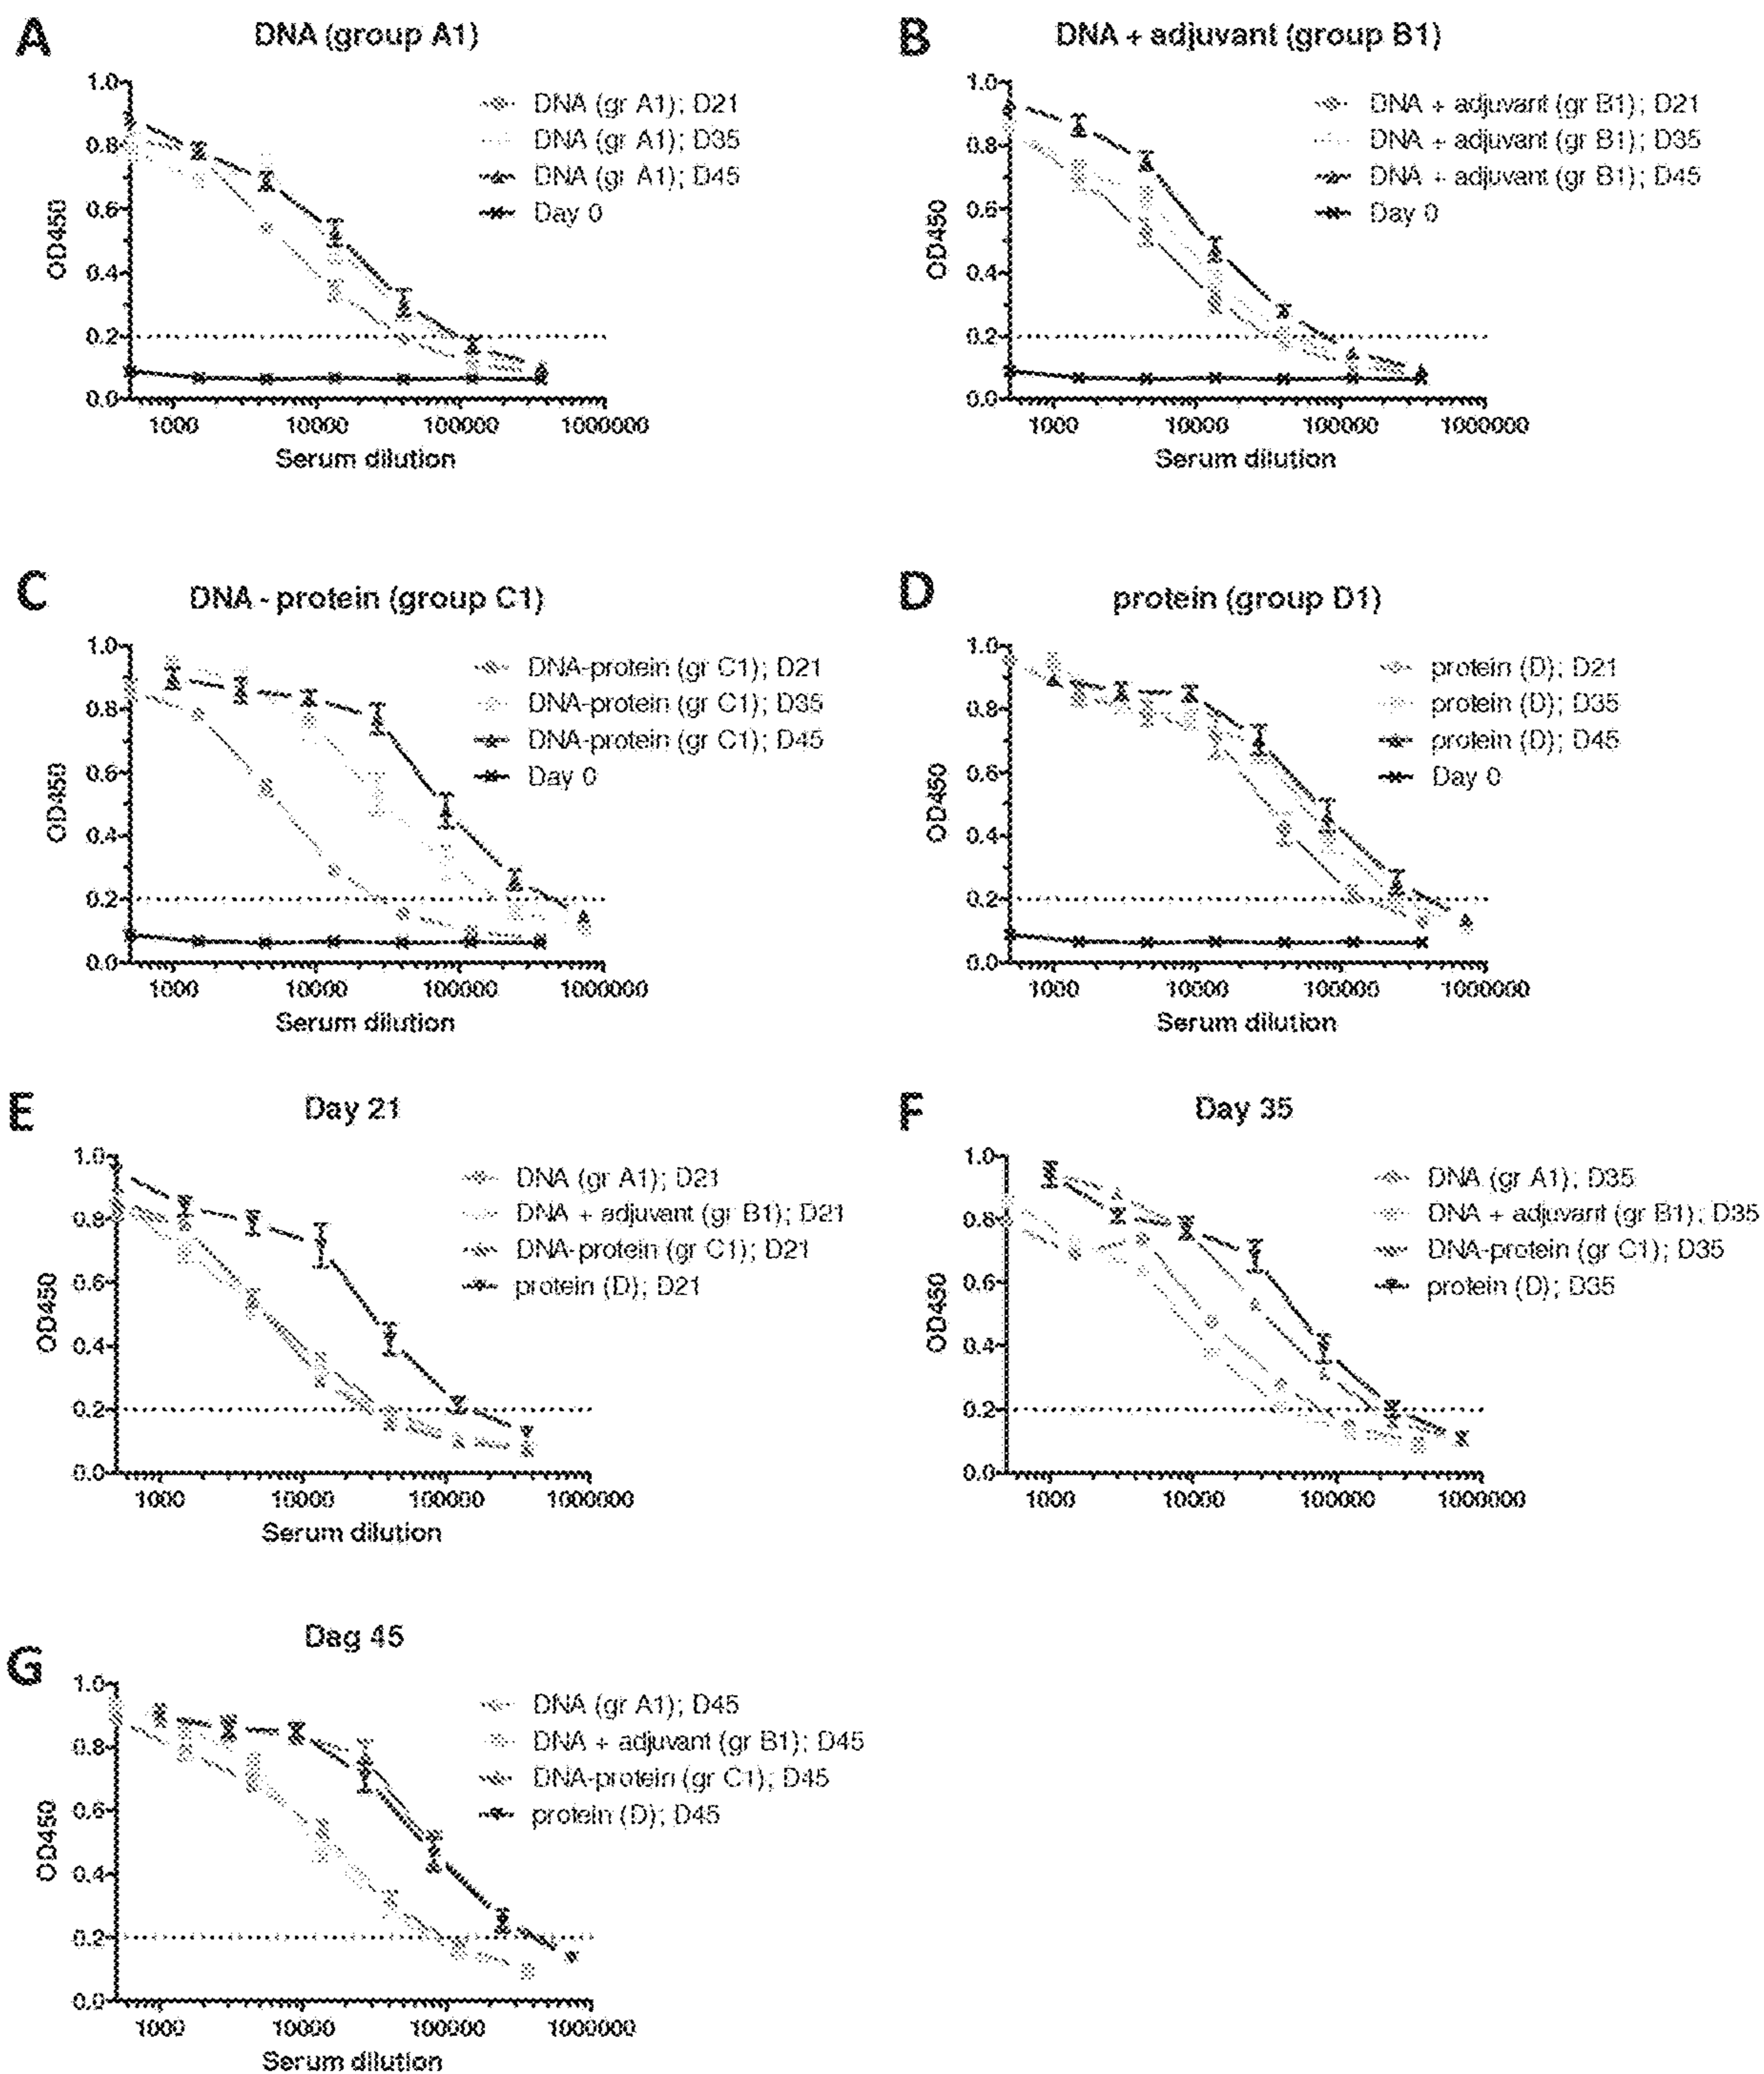 A
DNA (group A1)
1.0
0.8
0.6
0.4
0.2
0.0
OD450
DNA (gr A1); D21
DNA (gr A1); D35
DNA (gr A1); D45
Day 0
1000 10000 100000 1000000
Serum dilution
B
DNA + adjuvant (group B1)
1.0
0.8
0.6
0.4
0.2
0.0
OD450
DNA + adjuvant (gr B1); D21
DNA + adjuvant (gr B1); D35
DNA + adjuvant (gr B1); D45
Day 0
1000 10000 100000 1000000
Serum dilution
C
DNA - protein (group C1)
1.0
0.8
0.6
0.4
0.2
0.0
OD450
DNA-protein (gr C1); D21
DNA-protein (gr C1); D35
DNA-protein (gr C1); D45
Day 0
1000 10000 100000 1000000
Serum dilution
D
protein (group D1)
1.0
0.8
0.6
0.4
0.2
0.0
OD450
protein (D); D21
protein (D); D35
protein (D); D45
Day 0
1000 10000 100000 1000000
Serum dilution
E
Day 21
1.0
0.8
0.6
0.4
0.2
0.0
OD450
DNA (gr A1); D21
DNA + adjuvant (gr B1); D21
DNA-protein (gr C1); D21
protein (D); D21
1000 10000 100000 1000000
Serum dilution
F
Day 35
1.0
0.8
0.6
0.4
0.2
0.0
OD450
DNA (gr A1); D35
DNA + adjuvant (gr B1); D35
DNA-protein (gr C1); D35
protein (D); D35
1000 10000 100000 1000000
G
Dag 45
1.0
0.8
0.6
0.4
0.2
0.0
OD450
DNA (gr A1); D45
DNA + adjuvant (gr B1); D45
DNA-protein (gr C1); D45
protein (D); D45
1000 10000 100000 1000000
Serum dilution